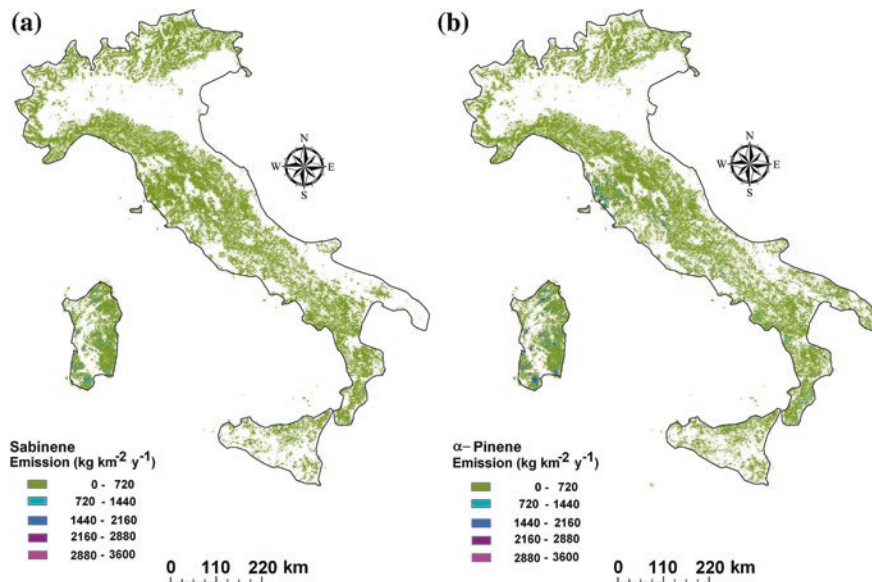 (a)
N
W E
S
Sabinene
Emission (kg km⁻² y⁻¹)
0 - 720
720 - 1440
1440 - 2160
2160 - 2880
2880 - 3600
0 110 220 km
(b)
N
W E
S
α- Pinene
Emission (kg km⁻² y⁻¹)
0 - 720
720 - 1440
1440 - 2160
2160 - 2880
2880 - 3600
0 110 220 km